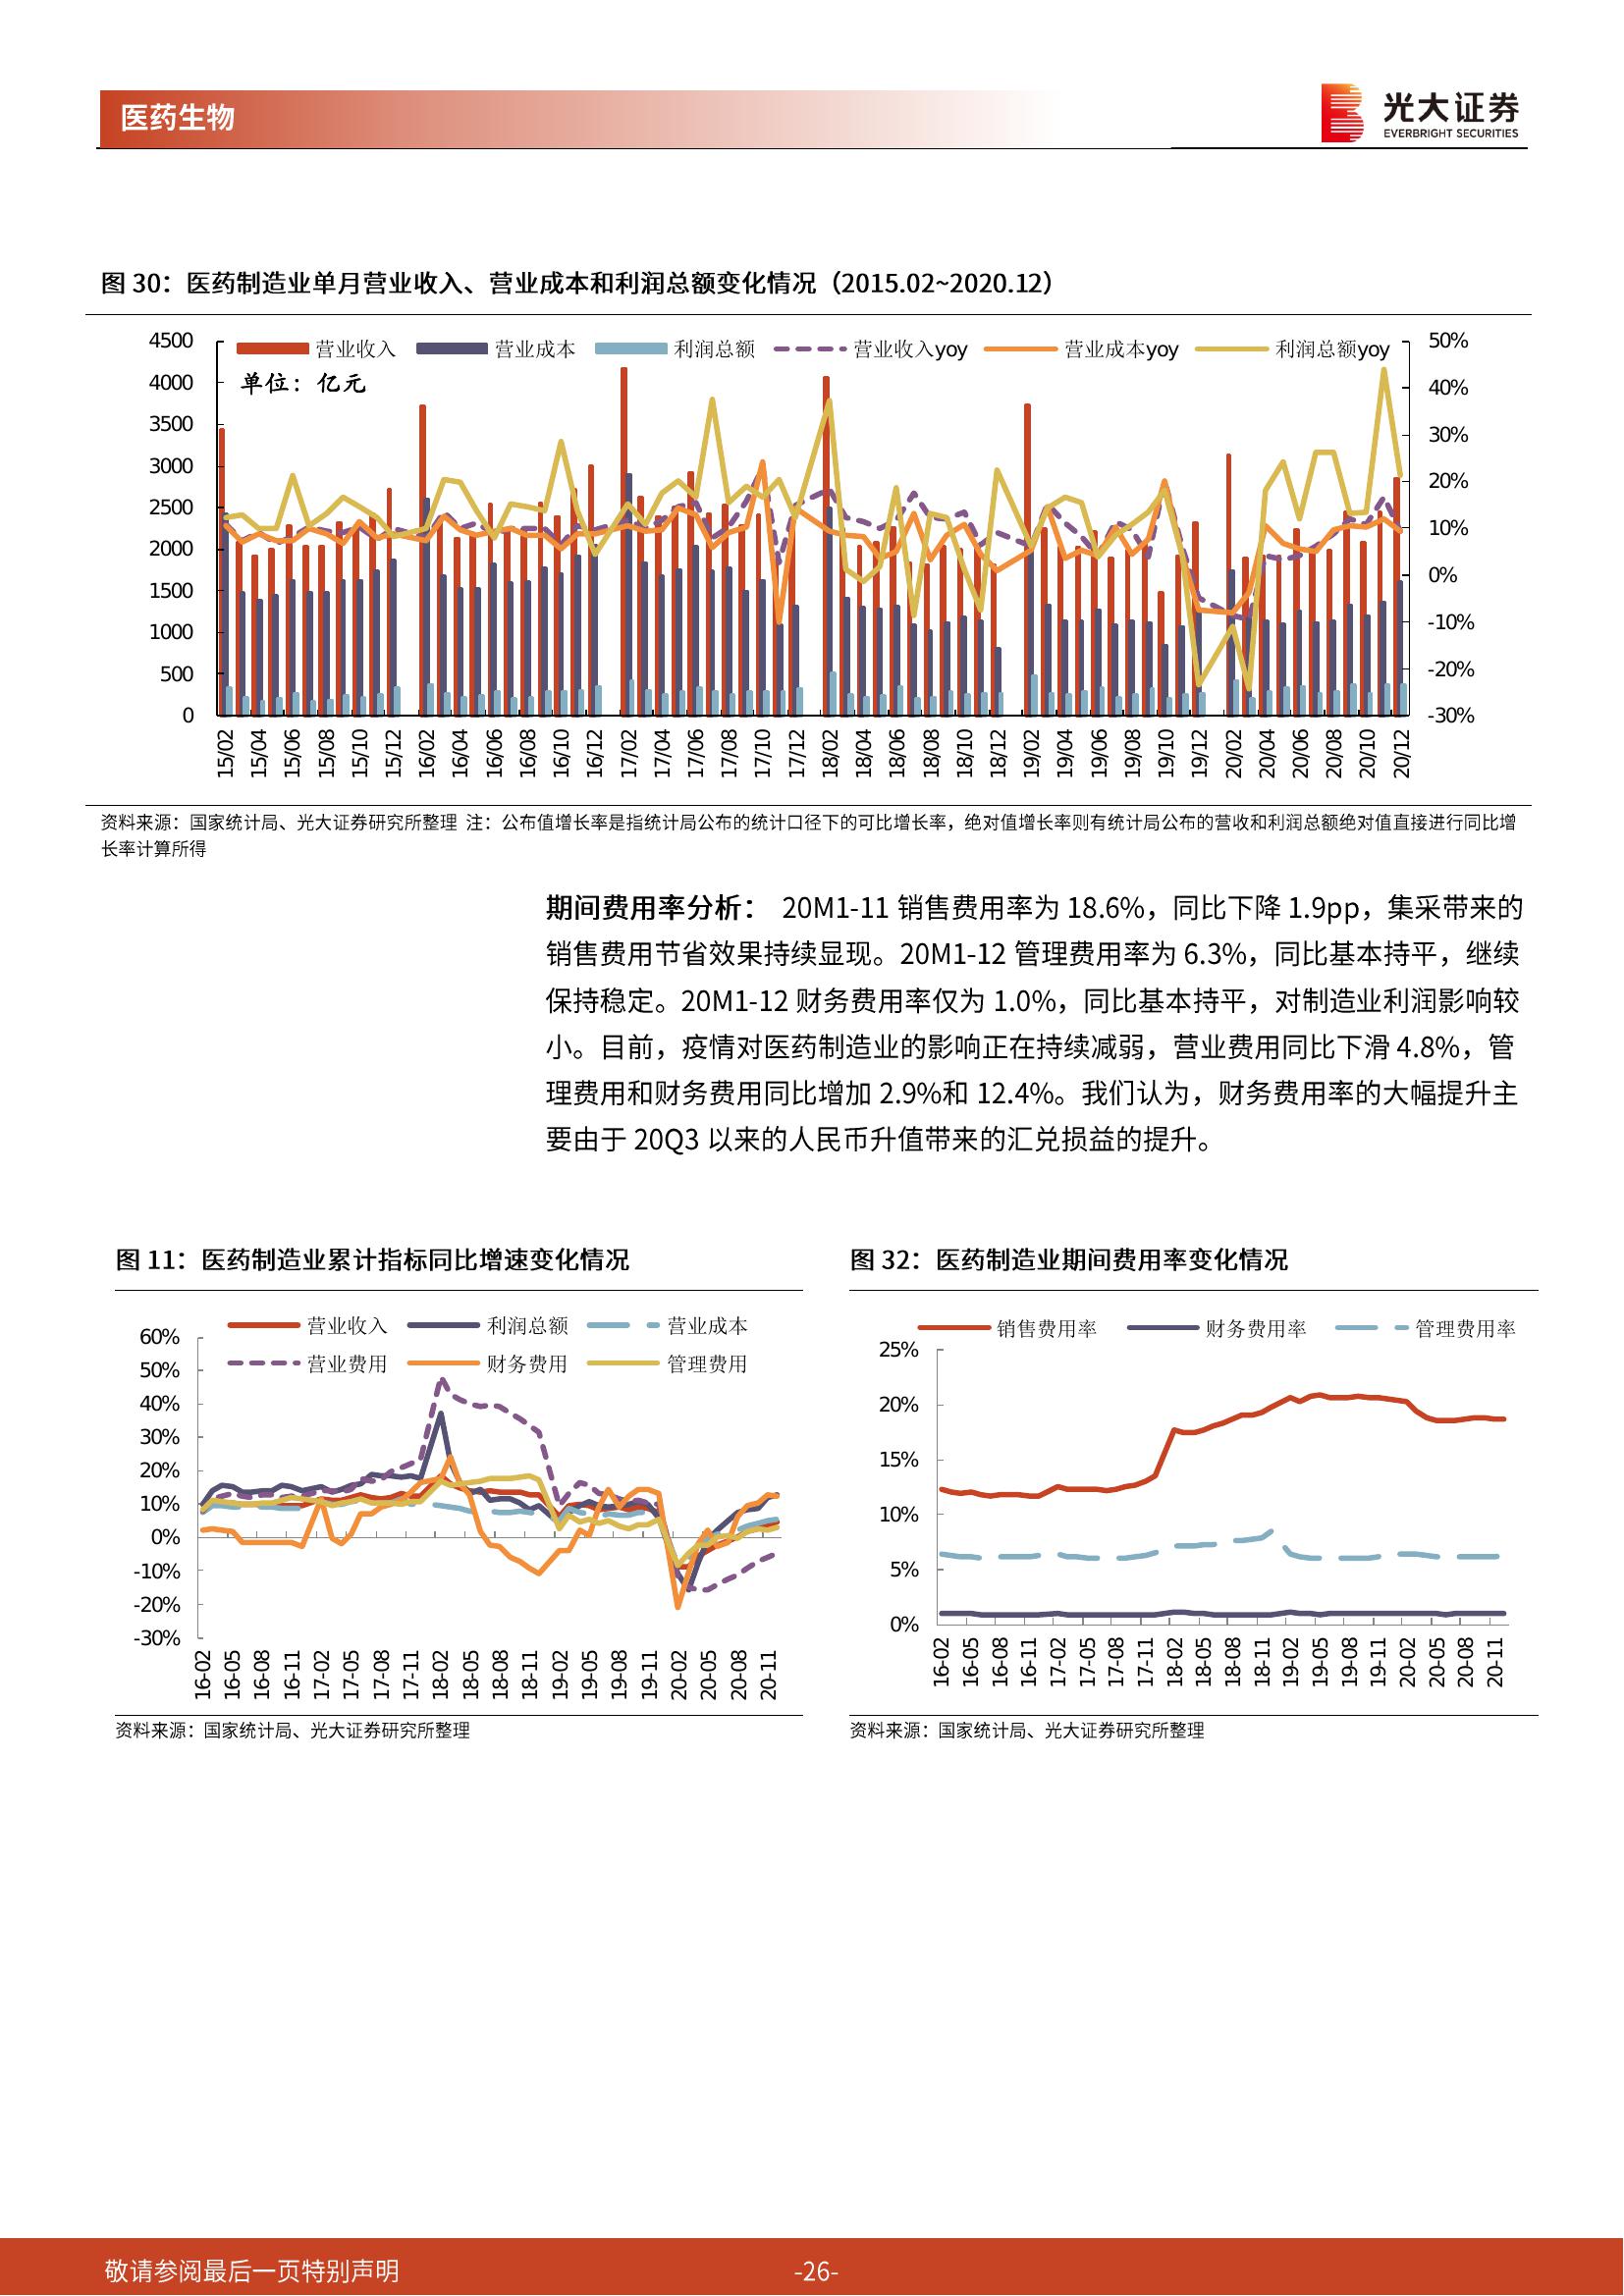 医药生物
光大证券
EVERBRIGHT SECURITIES
图 30：医药制造业单月营业收入、营业成本和利润总额变化情况（2015.02~2020.12）
营业收入 营业成本 利润总额 营业收入yoy 营业成本yoy 利润总额yoy
单位：亿元
4500
4000
3500
3000
2500
2000
1500
1000
500
0
50%
40%
30%
20%
10%
0%
-10%
-20%
-30%
15/02 15/04 15/06 15/08 15/10 15/12 16/02 16/04 16/06 16/08 16/10 16/12 17/02 17/04 17/06 17/08 17/10 17/12 18/02 18/04 18/06 18/08 18/10 18/12 19/02 19/04 19/06 19/08 19/10 19/12 20/02 20/04 20/06 20/08 20/10 20/12
资料来源：国家统计局、光大证券研究所整理 注：公布值增长率是指统计局公布的统计口径下的可比增长率，绝对值增长率则有统计局公布的营收和利润总额绝对值直接进行同比增
长率计算所得
期间费用率分析： 20M1-11 销售费用率为 18.6%，同比下降 1.9pp，集采带来的
销售费用节省效果持续显现。20M1-12 管理费用率为 6.3%，同比基本持平，继续
保持稳定。20M1-12 财务费用率仅为 1.0%，同比基本持平，对制造业利润影响较
小。目前，疫情对医药制造业的影响正在持续减弱，营业费用同比下滑 4.8%，管
理费用和财务费用同比增加 2.9%和 12.4%。我们认为，财务费用率的大幅提升主
要由于 20Q3 以来的人民币升值带来的汇兑损益的提升。
图 11：医药制造业累计指标同比增速变化情况
营业收入 利润总额 营业成本
营业费用 财务费用 管理费用
60%
50%
40%
30%
20%
10%
0%
-10%
-20%
-30%
16-02 16-05 16-08 16-11 17-02 17-05 17-08 17-11 18-02 18-05 18-08 18-11 19-02 19-05 19-08 19-11 20-02 20-05 20-08 20-11
资料来源：国家统计局、光大证券研究所整理
图 32：医药制造业期间费用率变化情况
销售费用率 财务费用率 管理费用率
25%
20%
15%
10%
5%
0%
16-02 16-05 16-08 16-11 17-02 17-05 17-08 17-11 18-02 18-05 18-08 18-11 19-02 19-05 19-08 19-11 20-02 20-05 20-08 20-11
资料来源：国家统计局、光大证券研究所整理
敬请参阅最后一页特别声明
-26-